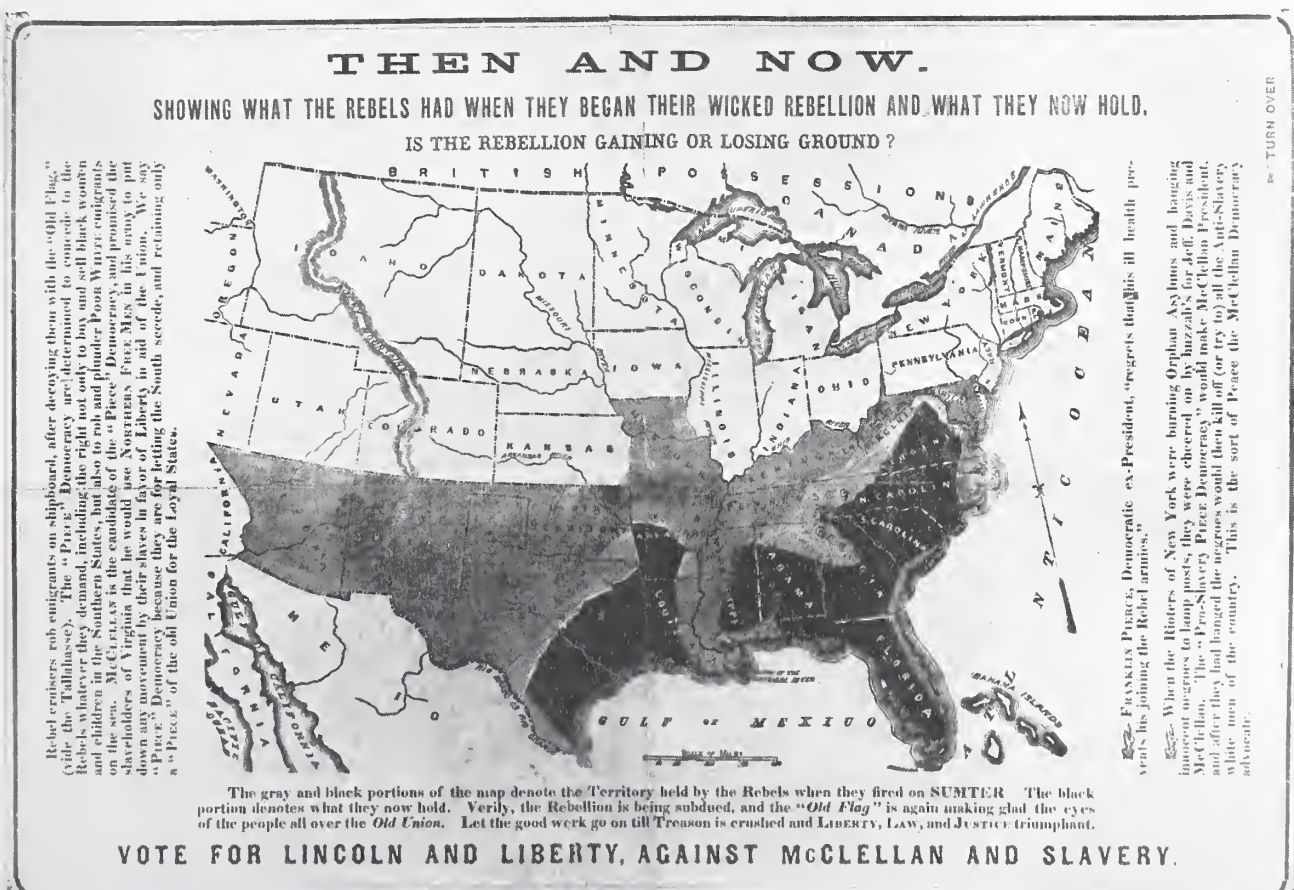 THEN AND NOW.
SHOWING WHAT THE REBELS HAD WHEN THEY BEGAN THEIR WICKED REBELLION AND WHAT THEY NOW HOLD.
IS THE REBELLION GAINING OR LOSING GROUND?
TURN OVER
Rebel cruisers rob emigrants on shipboard, after decoying them with the "Old Flag,"
(vide the Tallhasse). The "PIECE" Democracy are determined to concede to the
Rebels whatever they demand, including the right not only to buy and sell black women
and children in the Southern States, but also to rob and plunder POOR WHITE emigrants
on the sea. MCCLELLAN is the candidate of the "Piece" Democracy, and promised the
slaveholders of Virginia that he would use NORTHERN FREE MEN in his army to put
down any movement by their slaves in favor of Liberty in aid of the Union. We say
"PIECE" Democracy because they are for letting the South secede, and retaining only
a "PIECE" of the old Union for the Loyal States.
WASHINGTON
OREGON
NEVADA
CALIFORNIA
BRITISH POSSESSIONS
CANADA
IDAHO
DAKOTA
MINNESOTA
WISCONSIN
LAWRENCE
MAINE
VERMONT
MASS
CONN
NEW YORK
PENNSYLVANIA
MISSOURI
NEBRASKA
IOWA
ILLINOIS
INDIANA
OHIO
UTAH
COLORADO
KANSAS
ARKANSAS RIVER
N. CAROLIN
S. CAROLINA
ALABAMA
FLORIDA
MEXICO
GULF OF MEXICO
SCALE OF MILES
BAHAMA ISLANDS
ATLANTIC OCEAN
FRANKLIN PIERCE, Democratic ex-President, "regrets that his ill health pre-
vents his joining the Rebel armies."
When the Rioters of New York were burning Orphan Asylums and hanging
innocent negroes to lamp posts, they were cheered on by huzzah's for Jeff. Davis and
McClellan. The "Pro-Slavery PIECE Democracy" would make McClellan President,
and after they had hanged the negroes would then kill off (or try to) all the Anti-Slavery
white men of the country. This is the sort of Peace the McClellan Democracy
advocate.
The gray and black portions of the map denote the Territory held by the Rebels when they fired on SUMTER The black
portion denotes what they now hold. Verily, the Rebellion is being subdued, and the "Old Flag" is again making glad the eyes
of the people all over the Old Union. Let the good work go on till Treason is crushed and LIBERTY, LAW, and JUSTICE triumphant.
VOTE FOR LINCOLN AND LIBERTY, AGAINST McCLELLAN AND SLAVERY.